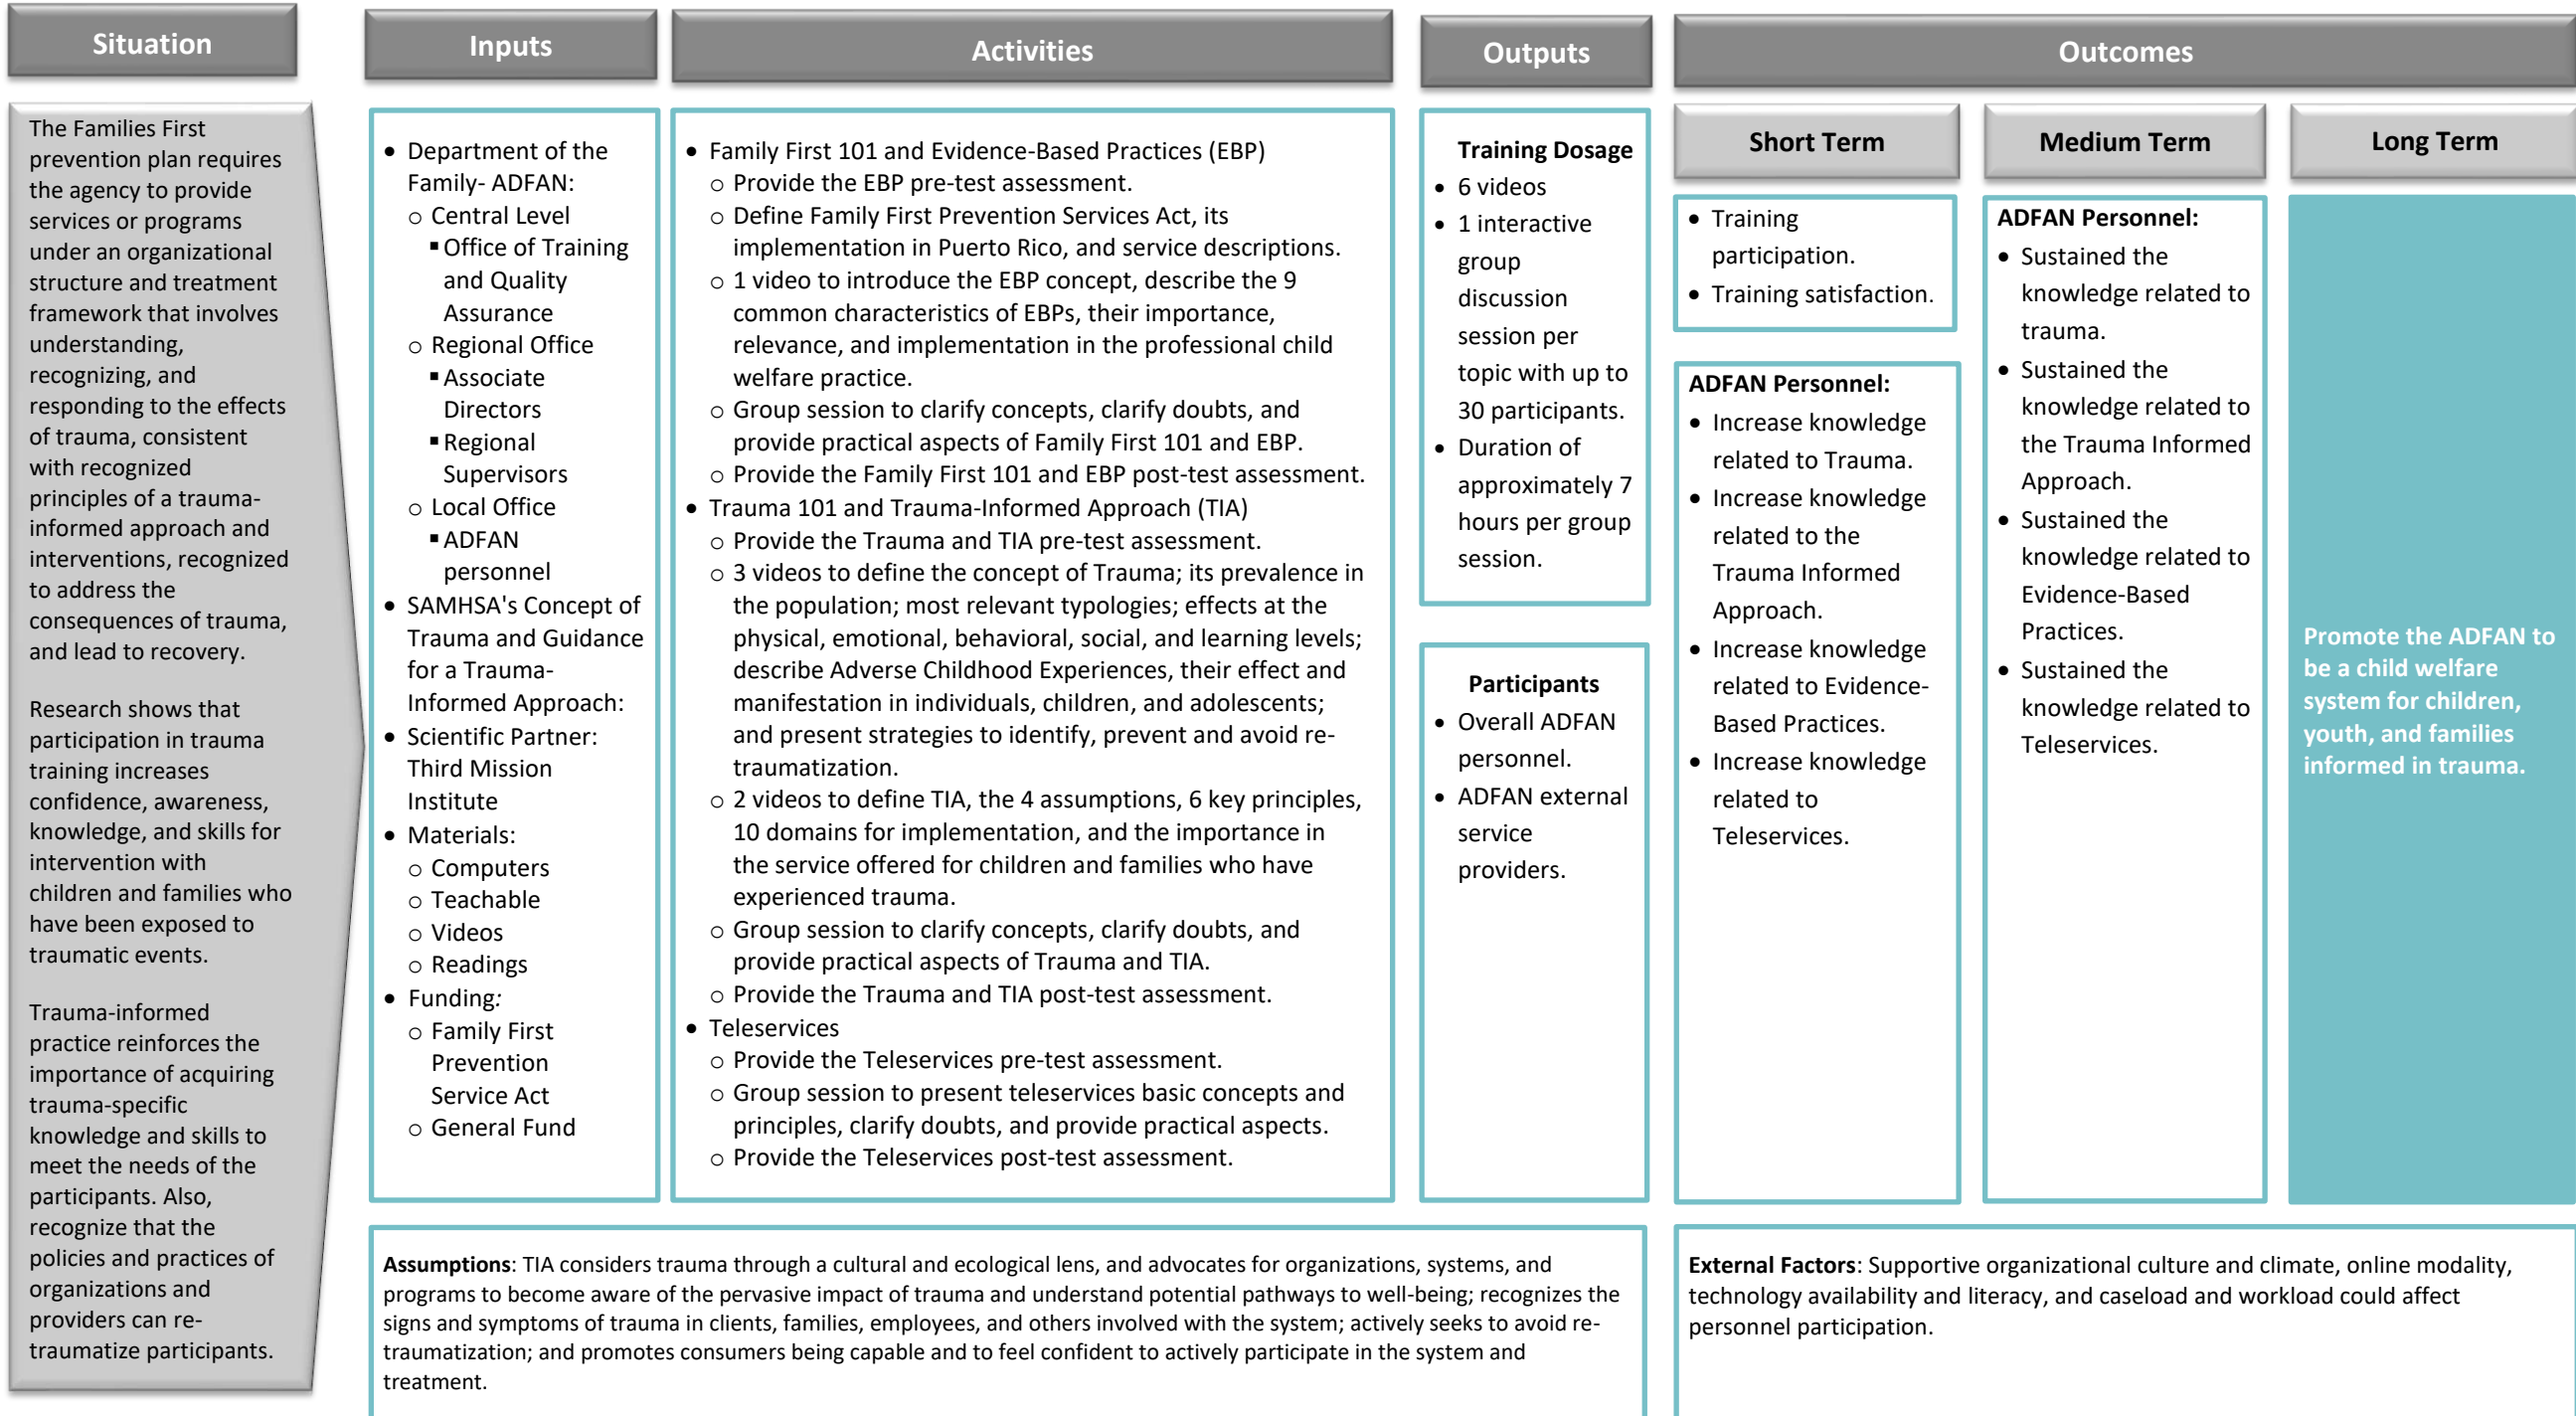 Situation
The Families First
prevention plan requires
the agency to provide
services or programs
under an organizational
structure and treatment
framework that involves
understanding,
recognizing, and
responding to the effects
of trauma, consistent
with recognized
principles of a trauma-
informed approach and
interventions, recognized
to address the
consequences of trauma,
and lead to recovery.
Research shows that
participation in trauma
training increases
confidence, awareness,
knowledge, and skills for
intervention with
children and families who
have been exposed to
traumatic events.
Trauma-informed
practice reinforces the
importance of acquiring
trauma-specific
knowledge and skills to
meet the needs of the
participants. Also,
recognize that the
policies and practices of
organizations and
providers can re-
traumatize participants.
Inputs
• Department of the
Family- ADFAN:
o Central Level
▪ Office of Training
and Quality
Assurance
o Regional Office
▪ Associate
Directors
▪ Regional
Supervisors
o Local Office
▪ ADFAN
personnel
• SAMHSA's Concept of
Trauma and Guidance
for a Trauma-
Informed Approach:
• Scientific Partner:
Third Mission
Institute
• Materials:
o Computers
o Teachable
o Videos
o Readings
• Funding:
o Family First
Prevention
Service Act
o General Fund
Activities
• Family First 101 and Evidence-Based Practices (EBP)
o Provide the EBP pre-test assessment.
o Define Family First Prevention Services Act, its
implementation in Puerto Rico, and service descriptions.
o 1 video to introduce the EBP concept, describe the 9
common characteristics of EBPs, their importance,
relevance, and implementation in the professional child
welfare practice.
o Group session to clarify concepts, clarify doubts, and
provide practical aspects of Family First 101 and EBP.
o Provide the Family First 101 and EBP post-test assessment.
• Trauma 101 and Trauma-Informed Approach (TIA)
o Provide the Trauma and TIA pre-test assessment.
o 3 videos to define the concept of Trauma; its prevalence in
the population; most relevant typologies; effects at the
physical, emotional, behavioral, social, and learning levels;
describe Adverse Childhood Experiences, their effect and
manifestation in individuals, children, and adolescents;
and present strategies to identify, prevent and avoid re-
traumatization.
o 2 videos to define TIA, the 4 assumptions, 6 key principles,
10 domains for implementation, and the importance in
the service offered for children and families who have
experienced trauma.
o Group session to clarify concepts, clarify doubts, and
provide practical aspects of Trauma and TIA.
o Provide the Trauma and TIA post-test assessment.
• Teleservices
o Provide the Teleservices pre-test assessment.
o Group session to present teleservices basic concepts and
principles, clarify doubts, and provide practical aspects.
o Provide the Teleservices post-test assessment.
Outputs
Training Dosage
• 6 videos
• 1 interactive
group
discussion
session per
topic with up to
30 participants.
• Duration of
approximately 7
hours per group
session.
Participants
• Overall ADFAN
personnel.
• ADFAN external
service
providers.
Outcomes
Short Term
• Training
participation.
• Training satisfaction.
ADFAN Personnel:
• Increase knowledge
related to Trauma.
• Increase knowledge
related to the
Trauma Informed
Approach.
• Increase knowledge
related to Evidence-
Based Practices.
• Increase knowledge
related to
Teleservices.
Medium Term
ADFAN Personnel:
• Sustained the
knowledge related to
trauma.
• Sustained the
knowledge related to
the Trauma Informed
Approach.
• Sustained the
knowledge related to
Evidence-Based
Practices.
• Sustained the
knowledge related to
Teleservices.
Long Term
Promote the ADFAN to
be a child welfare
system for children,
youth, and families
informed in trauma.
Assumptions: TIA considers trauma through a cultural and ecological lens, and advocates for organizations, systems, and
programs to become aware of the pervasive impact of trauma and understand potential pathways to well-being; recognizes the
signs and symptoms of trauma in clients, families, employees, and others involved with the system; actively seeks to avoid re-
traumatization; and promotes consumers being capable and to feel confident to actively participate in the system and
treatment.
External Factors: Supportive organizational culture and climate, online modality,
technology availability and literacy, and caseload and workload could affect
personnel participation.